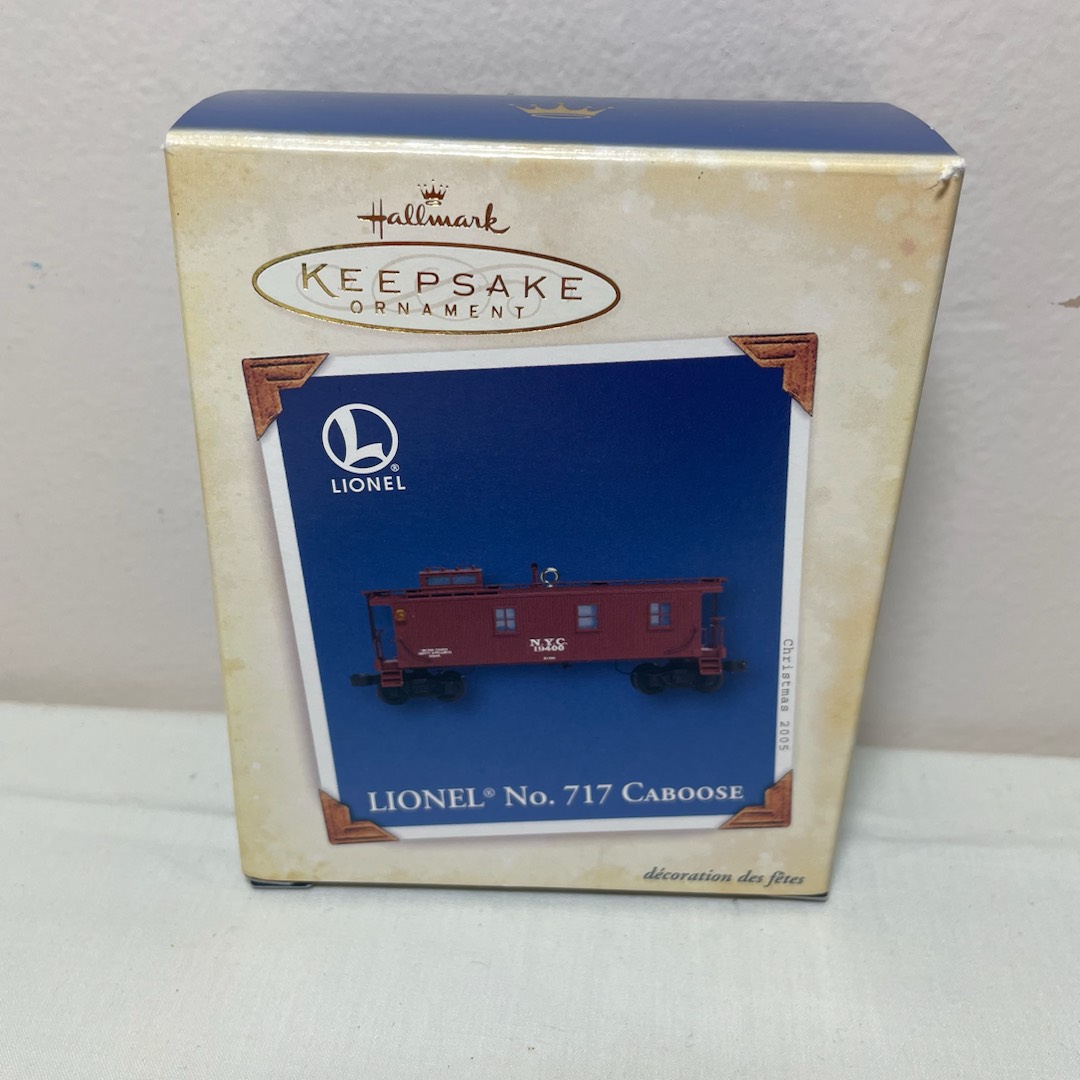 Hallmark
KEEPSAKE
ORNAMENT
L
®
LIONEL
N.Y.C.
19400
Christmas 2005
LIONEL® No. 717 CABOOSE
décoration des fêtes